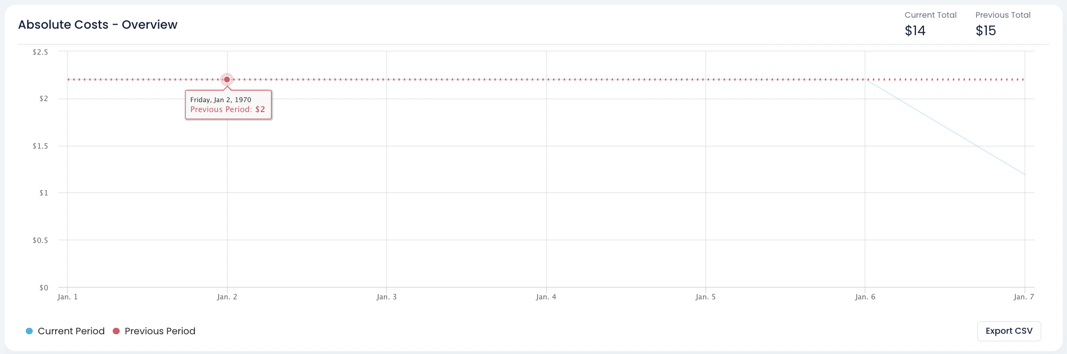 Absolute Costs - Overview
Current Total
Previous Total
$14
$15
$2,5
$2
$1,5
$1
$0,5
$0
Friday, Jan 2, 1970
Previous Period: $2
Jan. 1
Jan. 2
Jan. 3
Jan. 4
Jan. 5
Jan. 6
Jan. 7
Current Period
Previous Period
Export CSV